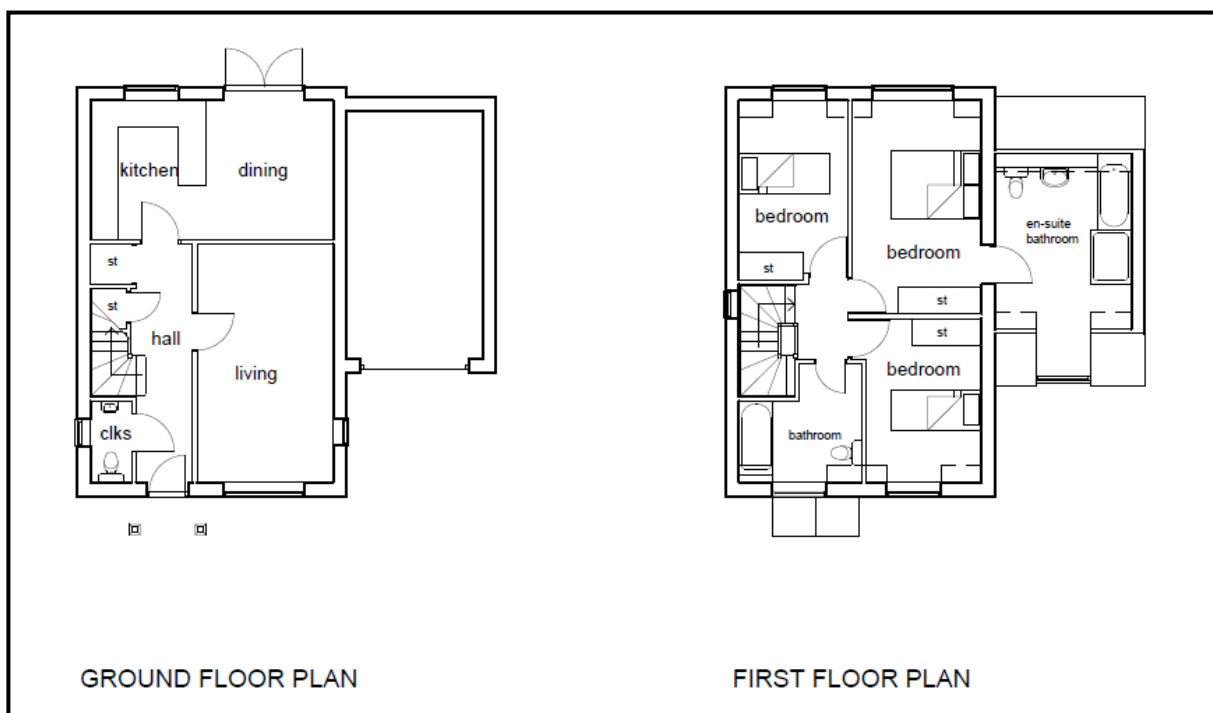 kitchen
dining
st
st
hall
living
clks
GROUND FLOOR PLAN
bedroom
en-suite
bathroom
bedroom
st
st
st
bedroom
bathroom
FIRST FLOOR PLAN